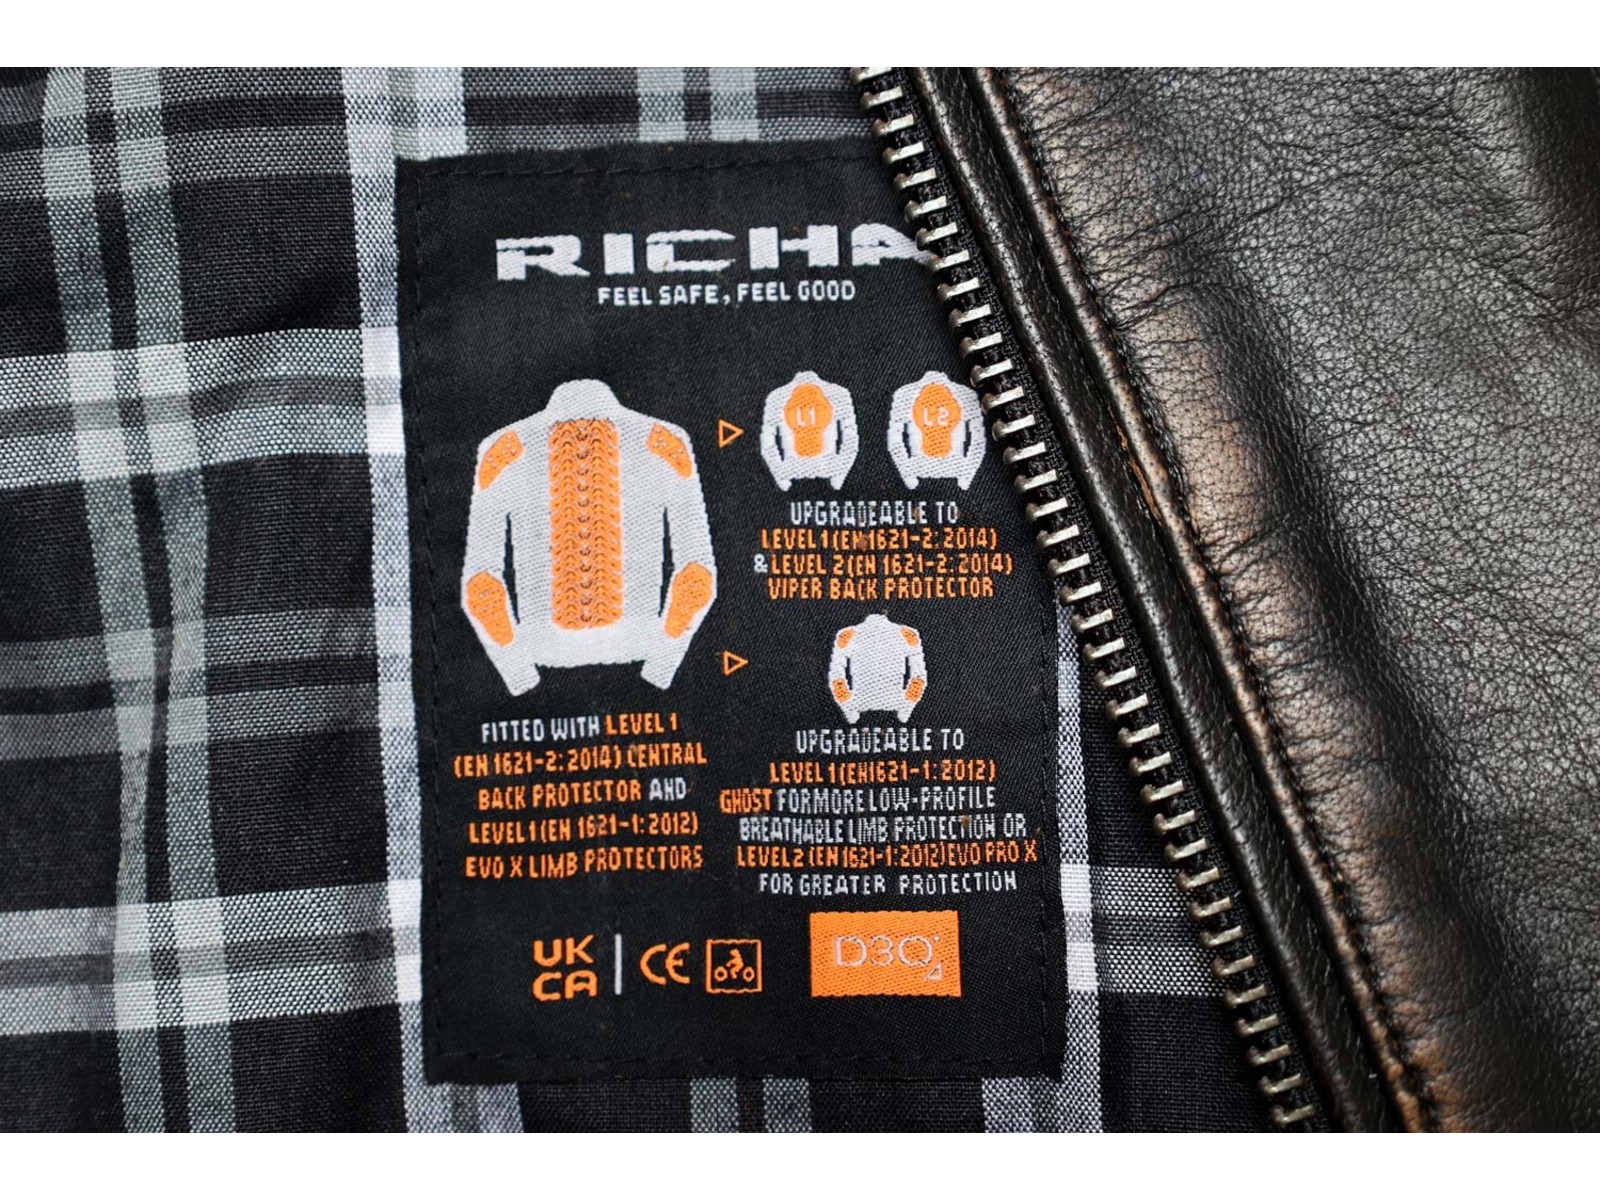 RICHA
FEEL SAFE, FEEL GOOD
L1
L2
UPGRADEABLE TO
LEVEL 1 (EN 1621-2: 2014)
& LEVEL 2 (EN 1621-2: 2014)
VIPER BACK PROTECTOR
FITTED WITH LEVEL 1
(EN 1621-2: 2014) CENTRAL
BACK PROTECTOR AND
LEVEL 1 (EN 1621-1: 2012)
EVO X LIMB PROTECTORS
UPGRADEABLE TO
LEVEL 1 (EN1621-1: 2012)
GHOST FOR MORE LOW-PROFILE
BREATHABLE LIMB PROTECTION OR
LEVEL 2 (EN 1621-1: 2012) EVO PRO X
FOR GREATER PROTECTION
UK
CA
CE
D3O